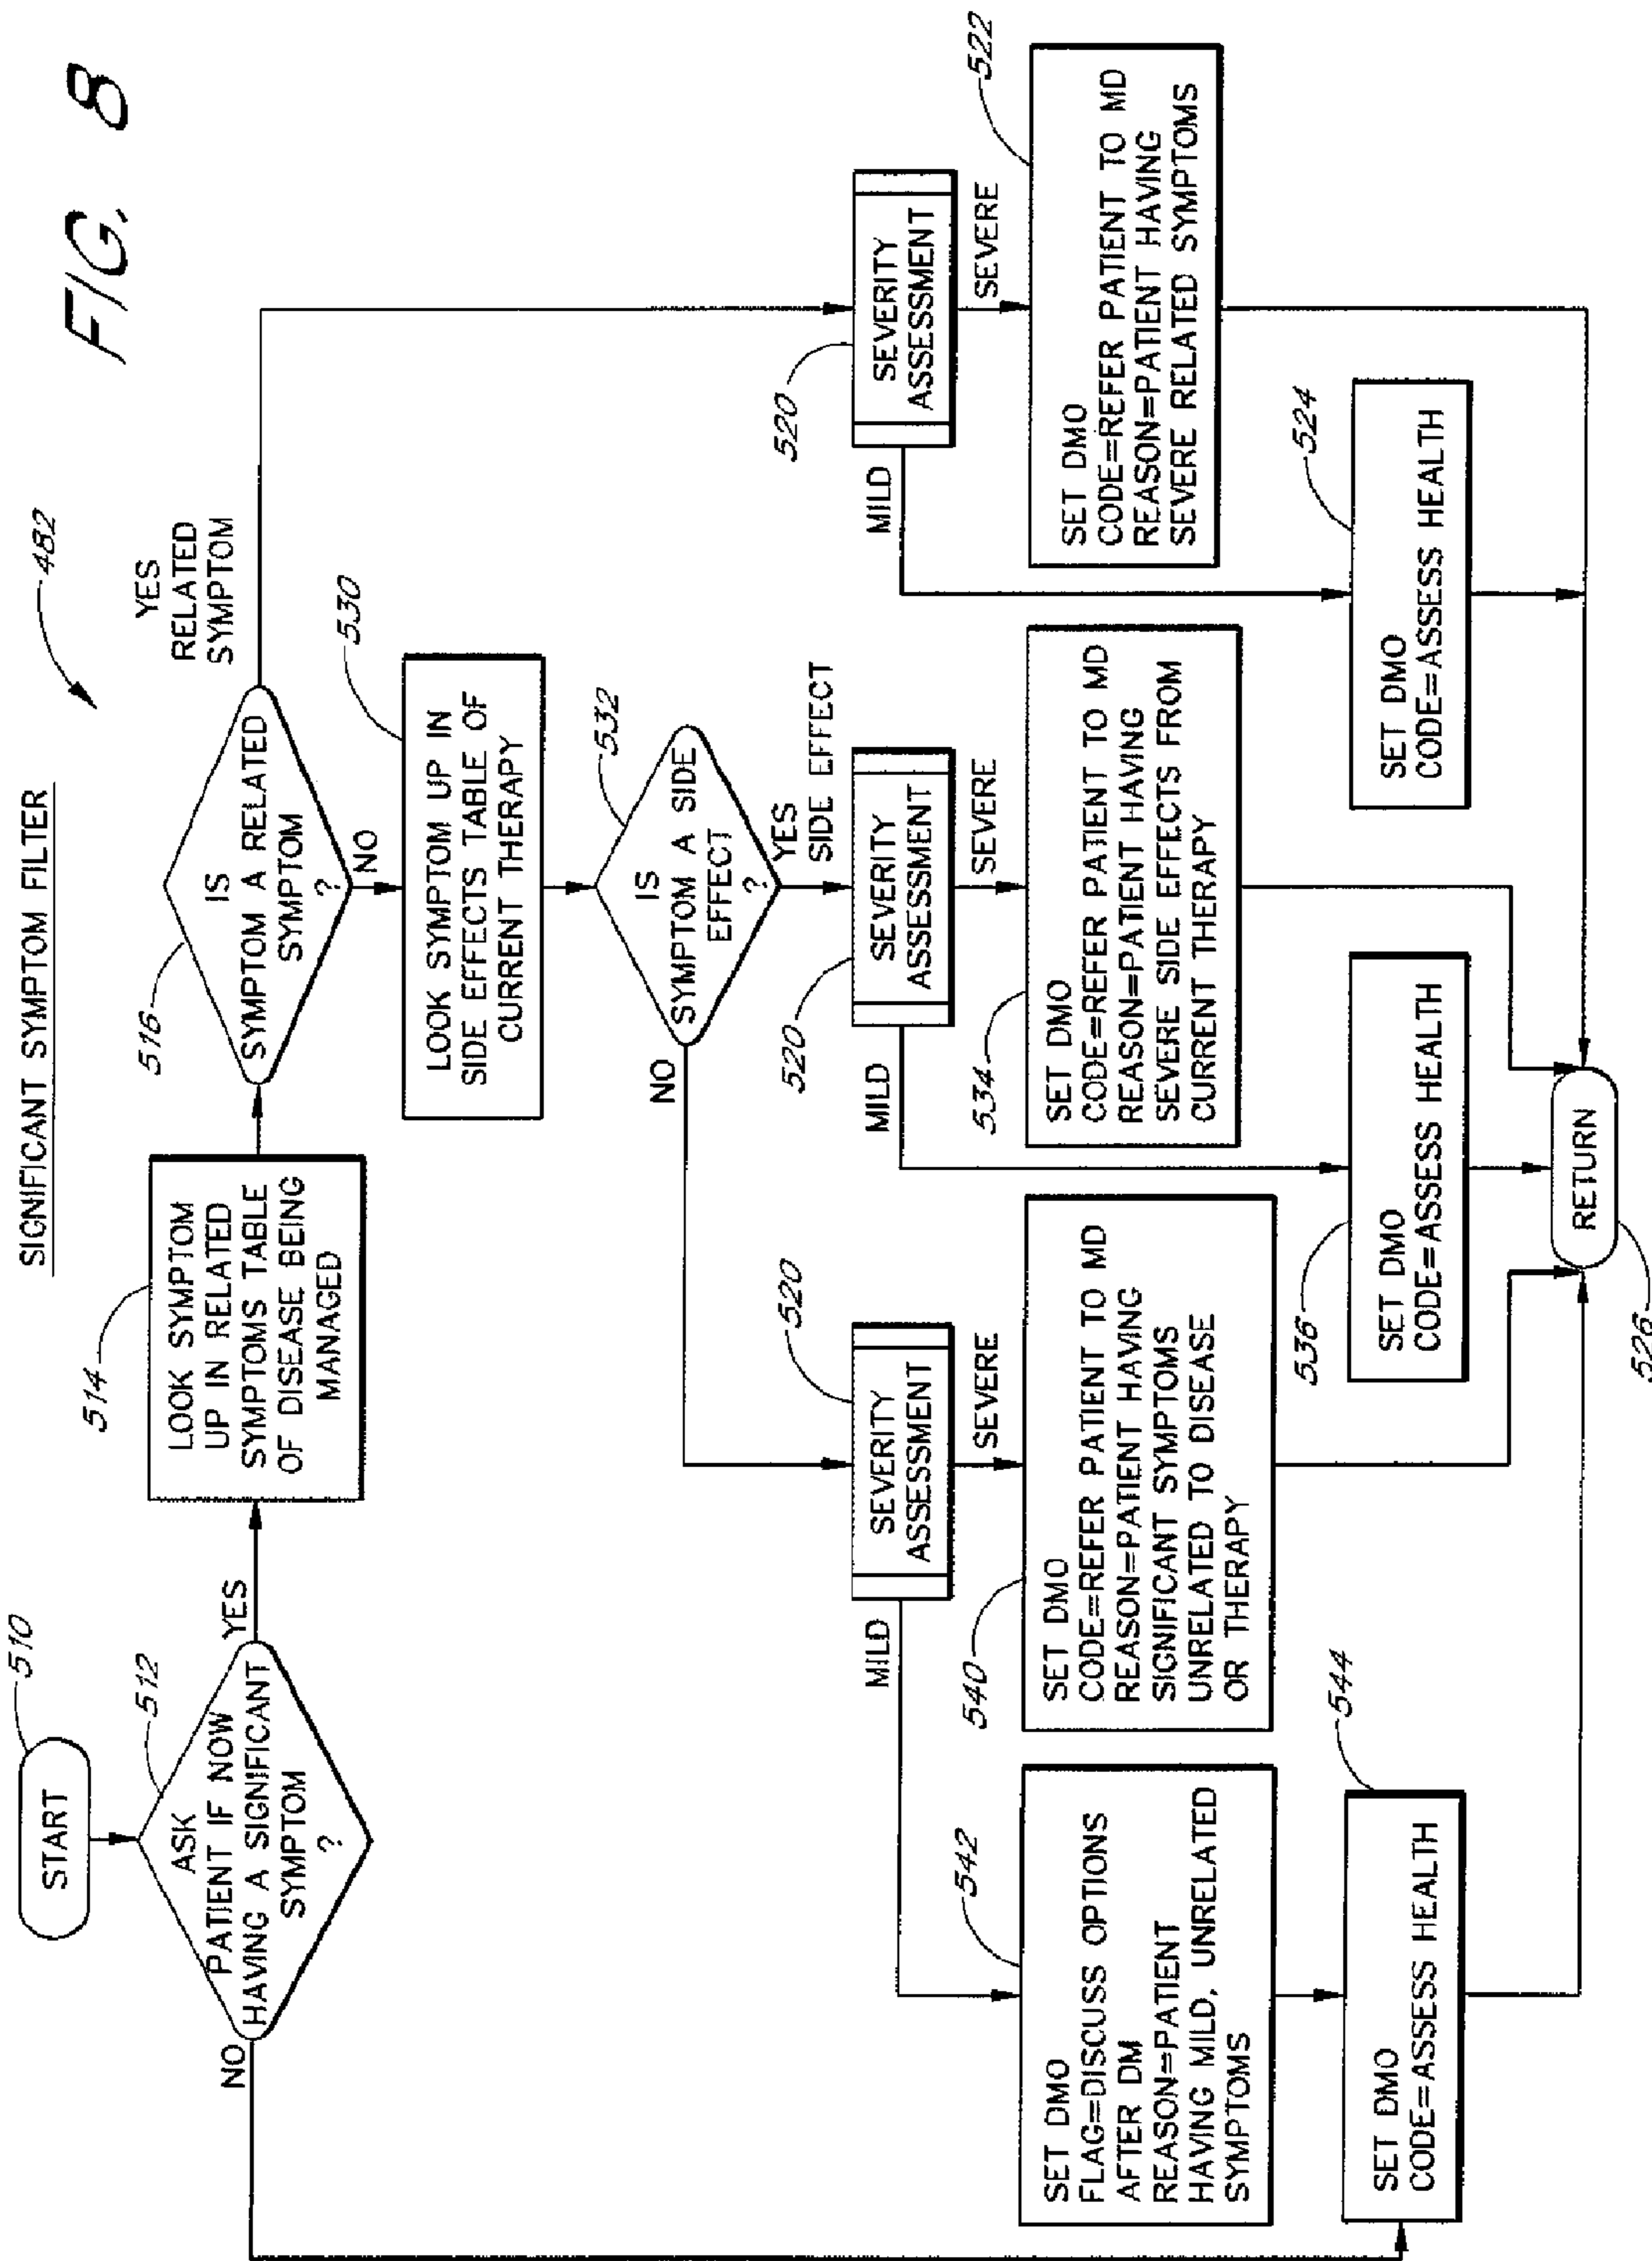 SIGNIFICANT SYMPTOM FILTER
FIG. 8
482
START
510
ASK
PATIENT IF NOW
HAVING A SIGNIFICANT
SYMPTOM
?
512
NO
YES
LOOK SYMPTOM
UP IN RELATED
SYMPTOMS TABLE
OF DISEASE BEING
MANAGED
514
IS
SYMPTOM A RELATED
SYMPTOM
?
516
YES
RELATED
SYMPTOM
NO
LOOK SYMPTOM UP IN
SIDE EFFECTS TABLE OF
CURRENT THERAPY
530
IS
SYMPTOM A SIDE
EFFECT
?
532
NO
YES
SIDE EFFECT
SEVERITY
ASSESSMENT
520
MILD
SEVERE
SEVERITY
ASSESSMENT
520
MILD
SEVERE
SEVERITY
ASSESSMENT
520
MILD
SEVERE
SET DMO
FLAG=DISCUSS OPTIONS
AFTER DM
REASON=PATIENT
HAVING MILD, UNRELATED
SYMPTOMS
542
SET DMO
CODE=REFER PATIENT TO MD
REASON=PATIENT HAVING
SIGNIFICANT SYMPTOMS
UNRELATED TO DISEASE
OR THERAPY
540
SET DMO
CODE=REFER PATIENT TO MD
REASON=PATIENT HAVING
SEVERE SIDE EFFECTS FROM
CURRENT THERAPY
534
SET DMO
CODE=REFER PATIENT TO MD
REASON=PATIENT HAVING
SEVERE RELATED SYMPTOMS
522
SET DMO
CODE=ASSESS HEALTH
544
SET DMO
CODE=ASSESS HEALTH
536
SET DMO
CODE=ASSESS HEALTH
524
RETURN
526